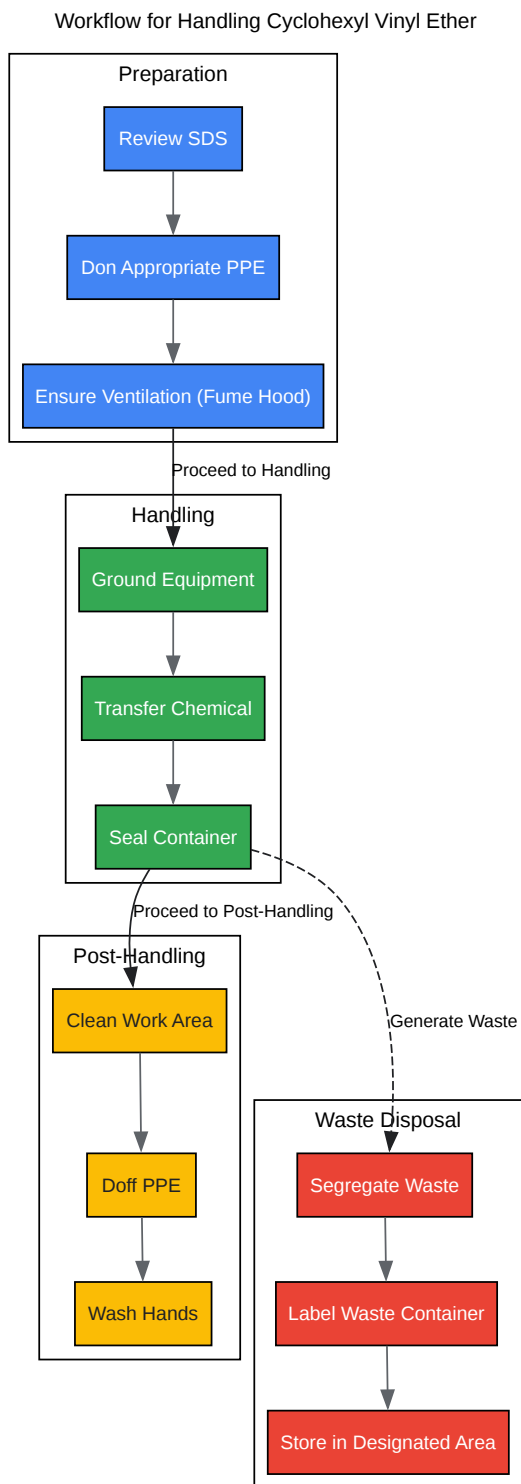 Workflow for Handling Cyclohexyl Vinyl Ether
Preparation
Review SDS
Don Appropriate PPE
Ensure Ventilation (Fume Hood)
Proceed to Handling
Handling
Ground Equipment
Transfer Chemical
Seal Container
Proceed to Post-Handling
Post-Handling
Clean Work Area
Doff PPE
Wash Hands
Generate Waste
Waste Disposal
Segregate Waste
Label Waste Container
Store in Designated Area